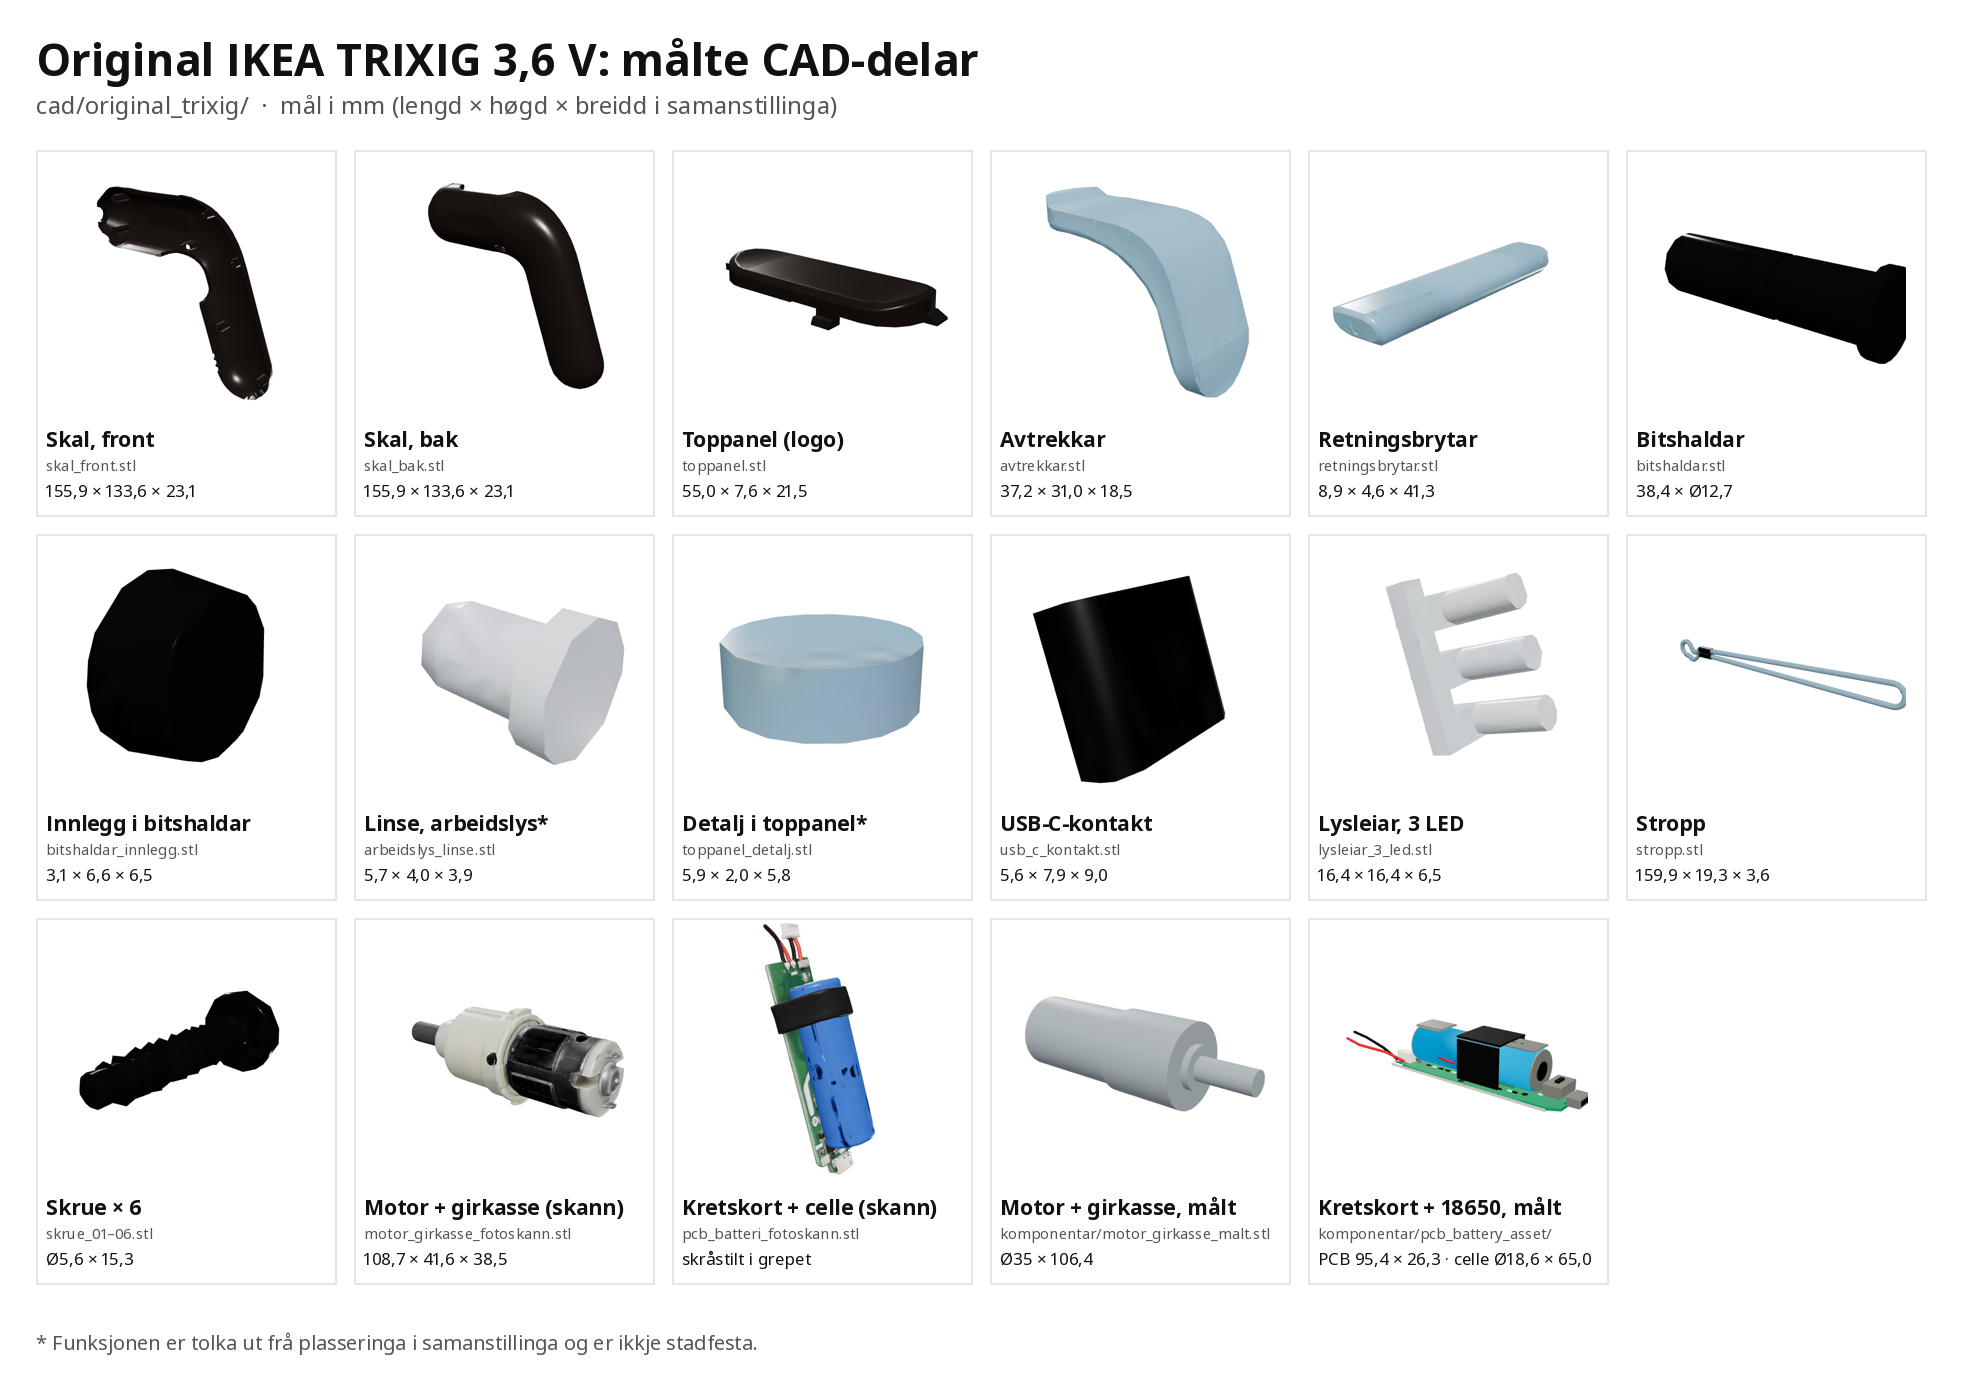 Original IKEA TRIXIG 3,6 V: målte CAD-delar
cad/original_trixig/ · mål i mm (lengd × høgd × breidd i samanstillinga)
Skal, front
skal_front.stl
155,9 × 133,6 × 23,1
Skal, bak
skal_bak.stl
155,9 × 133,6 × 23,1
Toppanel (logo)
toppanel.stl
55,0 × 7,6 × 21,5
Avtrekkar
avtrekkar.stl
37,2 × 31,0 × 18,5
Retningsbrytar
retningsbrytar.stl
8,9 × 4,6 × 41,3
Bitshaldar
bitshaldar.stl
38,4 × Ø12,7
Innlegg i bitshaldar
bitshaldar_innlegg.stl
3,1 × 6,6 × 6,5
Linse, arbeidslys*
arbeidslys_linse.stl
5,7 × 4,0 × 3,9
Detalj i toppanel*
toppanel_detalj.stl
5,9 × 2,0 × 5,8
USB-C-kontakt
usb_c_kontakt.stl
5,6 × 7,9 × 9,0
Lysleiar, 3 LED
lysleiar_3_led.stl
16,4 × 16,4 × 6,5
Stropp
stropp.stl
159,9 × 19,3 × 3,6
Skrue × 6
skrue_01–06.stl
Ø5,6 × 15,3
Motor + girkasse (skann)
motor_girkasse_fotoskann.stl
108,7 × 41,6 × 38,5
Kretskort + celle (skann)
pcb_batteri_fotoskann.stl
skråstilt i grepet
Motor + girkasse, målt
komponentar/motor_girkasse_malt.stl
Ø35 × 106,4
Kretskort + 18650, målt
komponentar/pcb_battery_asset/
PCB 95,4 × 26,3 · celle Ø18,6 × 65,0
* Funksjonen er tolka ut frå plasseringa i samanstillinga og er ikkje stadfesta.